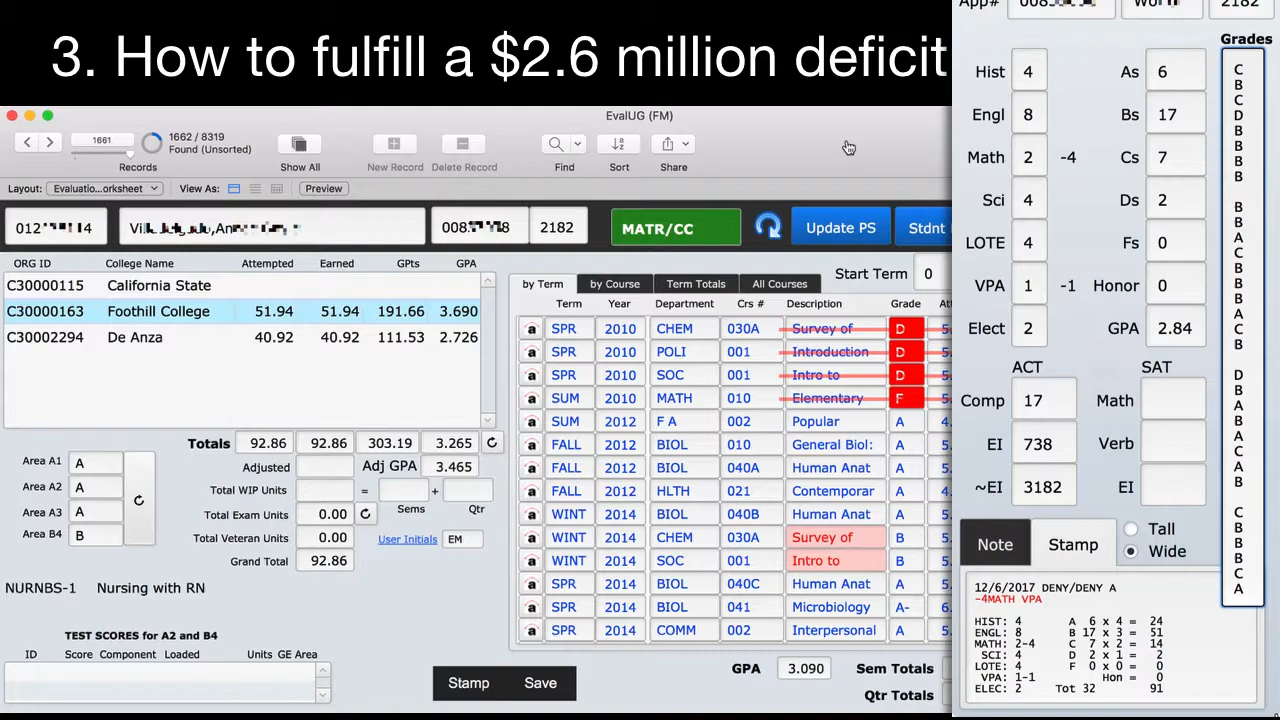 3. How to fulfill a $2.6 million deficit
EvalUG (FM)
1661
1662 / 8319
Found (Unsorted)
Records
Show All
New Record
Delete Record
Find
Sort
Share
Layout: Evaluatio...orksheet
View As:
Preview
2182
MATR/CC
Update PS
Stdnt
ORG ID College Name Attempted Earned GPts GPA
C30000115 California State
C30000163 Foothill College 51.94 51.94 191.66 3.690
C30002294 De Anza 40.92 40.92 111.53 2.726
Totals 92.86 92.86 303.19 3.265
Adjusted Adj GPA 3.465
Total WIP Units = +
Sems Qtr
Total Exam Units 0.00
Total Veteran Units 0.00
User Initials EM
Grand Total 92.86
Area A1 A
Area A2 A
Area A3 A
Area B4 B
NURNBS-1 Nursing with RN
TEST SCORES for A2 and B4
ID Score Component Loaded Units GE Area
Stamp Save
Start Term 0
by Term by Course Term Totals All Courses
Term Year Department Crs # Description Grade
a SPR 2010 CHEM 030A Survey of D 5.
a SPR 2010 POLI 001 Introduction D 5.
a SPR 2010 SOC 001 Intro to D 5.
a SUM 2010 MATH 010 Elementary F 5.
a SUM 2012 F A 002 Popular A 4.
a FALL 2012 BIOL 010 General Biol: A 5.
a FALL 2012 BIOL 040A Human Anat A 5.
a FALL 2012 HLTH 021 Contemporar A 4.
a WINT 2014 BIOL 040B Human Anat A 5.
a WINT 2014 CHEM 030A Survey of B 5.
a WINT 2014 SOC 001 Intro to B 5.
a SPR 2014 BIOL 040C Human Anat A 5.
a SPR 2014 BIOL 041 Microbiology A- 6.
a SPR 2014 COMM 002 Interpersonal A 5.
GPA 3.090 Sem Totals
Qtr Totals
App#
2182
Grades
Hist 4 As 6
Engl 8 Bs 17
Math 2 -4 Cs 7
Sci 4 Ds 2
LOTE 4 Fs 0
VPA 1 -1 Honor 0
Elect 2 GPA 2.84
ACT SAT
Comp 17 Math
EI 738 Verb
~EI 3182 EI
Note Stamp
Tall
Wide
C
B
C
D
B
B
B
B
B
B
A
C
B
B
B
A
C
B
D
B
A
B
A
C
A
B
C
B
B
B
C
A
12/6/2017 DENY/DENY A
-4MATH VPA
HIST: 4 A 6 x 4 = 24
ENGL: 8 B 17 x 3 = 51
MATH: 2-4 C 7 x 2 = 14
SCI: 4 D 2 x 1 = 2
LOTE: 4 F 0 x 0 = 0
VPA: 1-1 Hon = 0
ELEC: 2 Tot 32 91